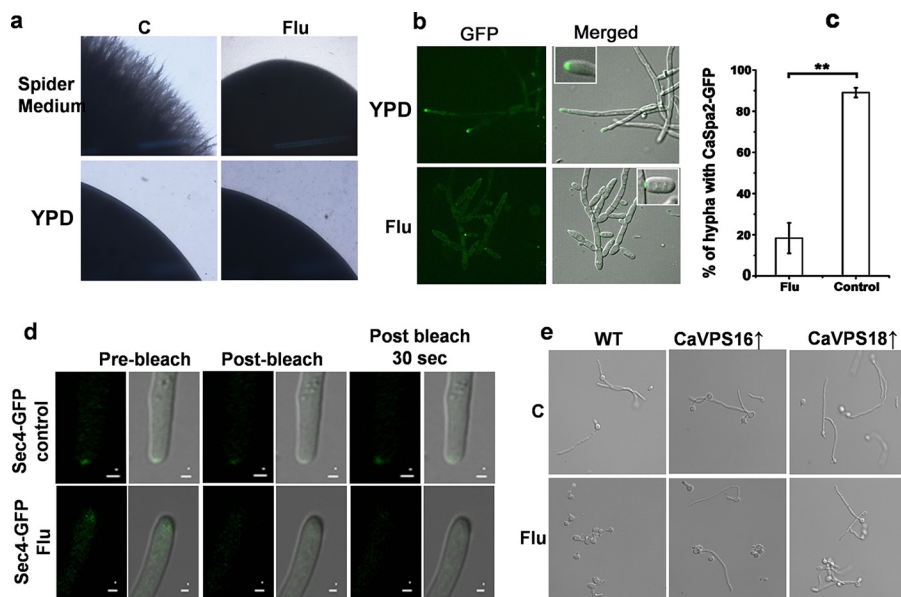 a
C
Flu
Spider
Medium
YPD
b
GFP
Merged
YPD
Flu
c
**
% of hypha with CaSpa2-GFP
100
80
60
40
20
0
Flu
Control
d
Pre-bleach
Post-bleach
Post bleach
30 sec
Sec4-GFP
control
Sec4-GFP
Flu
e
WT
CaVPS16↑
CaVPS18↑
C
Flu